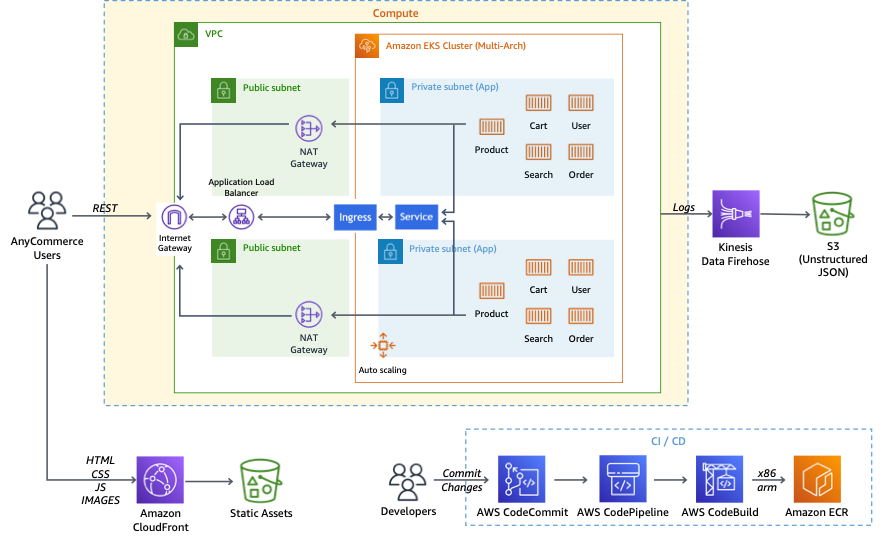 Compute
VPC
Amazon EKS Cluster (Multi-Arch)
Public subnet
Private subnet (App)
NAT
Gateway
Product
Cart
User
Search
Order
Application Load
Balancer
REST
AnyCommerce
Users
Internet
Gateway
Ingress
Service
Logs
Kinesis
Data Firehose
S3
(Unstructured
JSON)
Public subnet
Private subnet (App)
NAT
Gateway
Product
Cart
User
Search
Order
Auto scaling
HTML
CSS
JS
IMAGES
Amazon
CloudFront
Static Assets
CI / CD
Developers
Commit
Changes
AWS CodeCommit
AWS CodePipeline
AWS CodeBuild
x86
arm
Amazon ECR